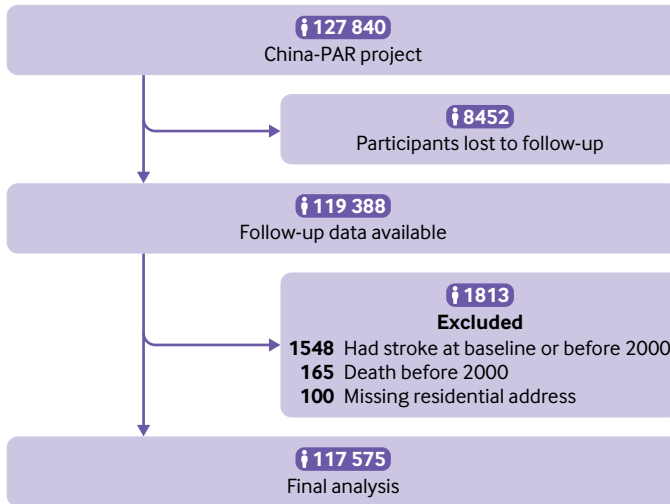 127 840
China-PAR project
8452
Participants lost to follow-up
119 388
Follow-up data available
1813
Excluded
1548 Had stroke at baseline or before 2000
165 Death before 2000
100 Missing residential address
117 575
Final analysis